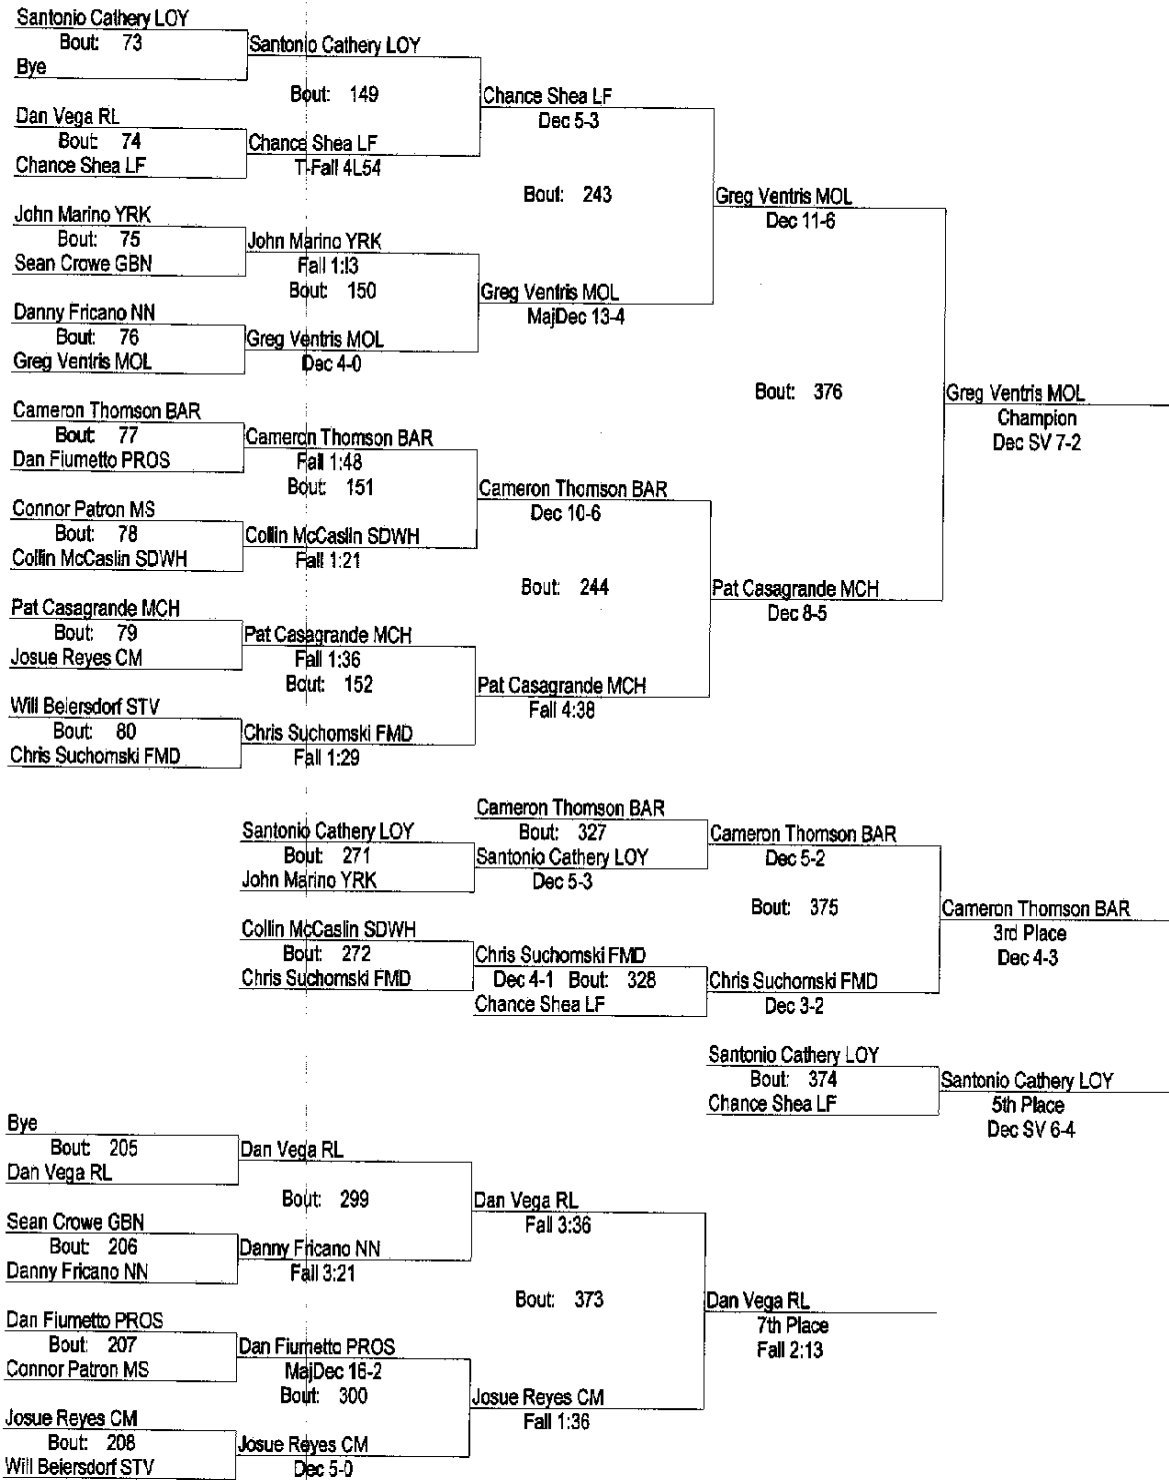 Santonio Cathery LOY
Bout: 73
Bye
Santonio Cathery LOY
Bout: 149
Dan Vega RL
Bout: 74
Chance Shea LF
Chance Shea LF
T-Fall 4L54
Chance Shea LF
Dec 5-3
Bout: 243
John Marino YRK
Bout: 75
Sean Crowe GBN
John Marino YRK
Fall 1:I3
Bout: 150
Danny Fricano NN
Bout: 76
Greg Ventris MOL
Greg Ventris MOL
Dec 4-0
Greg Ventris MOL
MajDec 13-4
Greg Ventris MOL
Dec 11-6
Bout: 376
Greg Ventris MOL
Champion
Dec SV 7-2
Cameron Thomson BAR
Bout: 77
Dan Fiumetto PROS
Cameron Thomson BAR
Fall 1:48
Bout: 151
Connor Patron MS
Bout: 78
Collin McCaslin SDWH
Collin McCaslin SDWH
Fall 1:21
Cameron Thomson BAR
Dec 10-6
Bout: 244
Pat Casagrande MCH
Bout: 79
Josue Reyes CM
Pat Casagrande MCH
Fall 1:36
Bout: 152
Will Beiersdorf STV
Bout: 80
Chris Suchomski FMD
Chris Suchomski FMD
Fall 1:29
Pat Casagrande MCH
Fall 4:38
Pat Casagrande MCH
Dec 8-5
Santonio Cathery LOY
Bout: 271
John Marino YRK
Cameron Thomson BAR
Bout: 327
Santonio Cathery LOY
Dec 5-3
Cameron Thomson BAR
Dec 5-2
Bout: 375
Cameron Thomson BAR
3rd Place
Dec 4-3
Collin McCaslin SDWH
Bout: 272
Chris Suchomski FMD
Chris Suchomski FMD
Dec 4-1 Bout: 328
Chance Shea LF
Chris Suchomski FMD
Dec 3-2
Santonio Cathery LOY
Bout: 374
Chance Shea LF
Santonio Cathery LOY
5th Place
Dec SV 6-4
Bye
Bout: 205
Dan Vega RL
Dan Vega RL
Bout: 299
Sean Crowe GBN
Bout: 206
Danny Fricano NN
Danny Fricano NN
Fall 3:21
Dan Vega RL
Fall 3:36
Bout: 373
Dan Vega RL
7th Place
Fall 2:13
Dan Fiumetto PROS
Bout: 207
Connor Patron MS
Dan Fiumetto PROS
MajDec 16-2
Bout: 300
Josue Reyes CM
Bout: 208
Will Beiersdorf STV
Josue Reyes CM
Dec 5-0
Josue Reyes CM
Fall 1:36